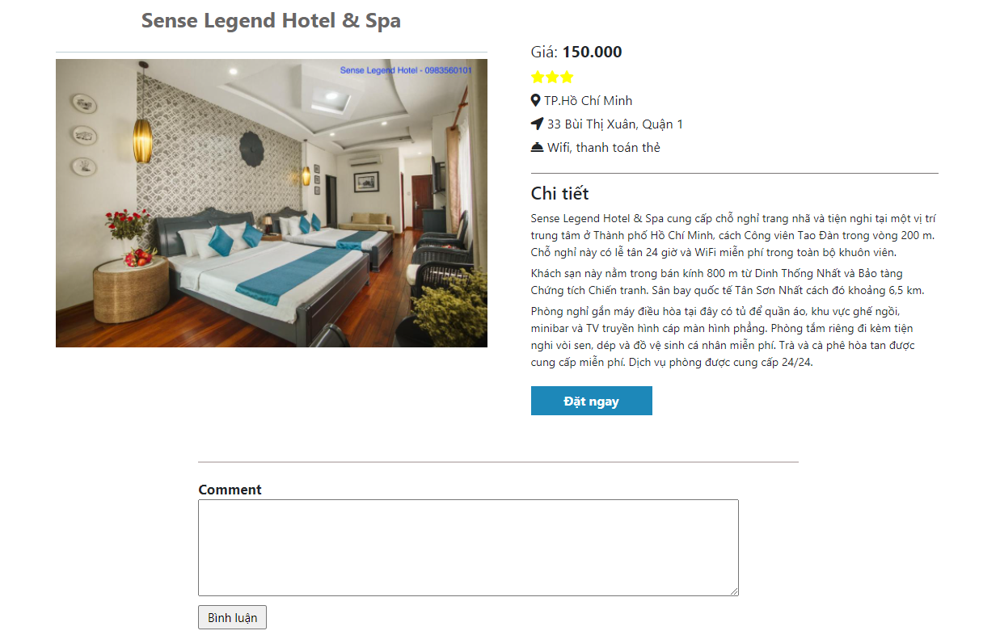 Sense Legend Hotel & Spa
Sense Legend Hotel - 0983560101
Giá: 150.000
TP.Hồ Chí Minh
33 Bùi Thị Xuân, Quận 1
Wifi, thanh toán thẻ
Chi tiết
Sense Legend Hotel & Spa cung cấp chỗ nghỉ trang nhã và tiện nghi tại một vị trí
trung tâm ở Thành phố Hồ Chí Minh, cách Công viên Tao Đàn trong vòng 200 m.
Chỗ nghỉ này có lễ tân 24 giờ và WiFi miễn phí trong toàn bộ khuôn viên.
Khách sạn này nằm trong bán kính 800 m từ Dinh Thống Nhất và Bảo tàng
Chứng tích Chiến tranh. Sân bay quốc tế Tân Sơn Nhất cách đó khoảng 6,5 km.
Phòng nghỉ gắn máy điều hòa tại đây có tủ để quần áo, khu vực ghế ngồi,
minibar và TV truyền hình cáp màn hình phẳng. Phòng tắm riêng đi kèm tiện
nghi vòi sen, dép và đồ vệ sinh cá nhân miễn phí. Trà và cà phê hòa tan được
cung cấp miễn phí. Dịch vụ phòng được cung cấp 24/24.
Đặt ngay
Comment
Bình luận